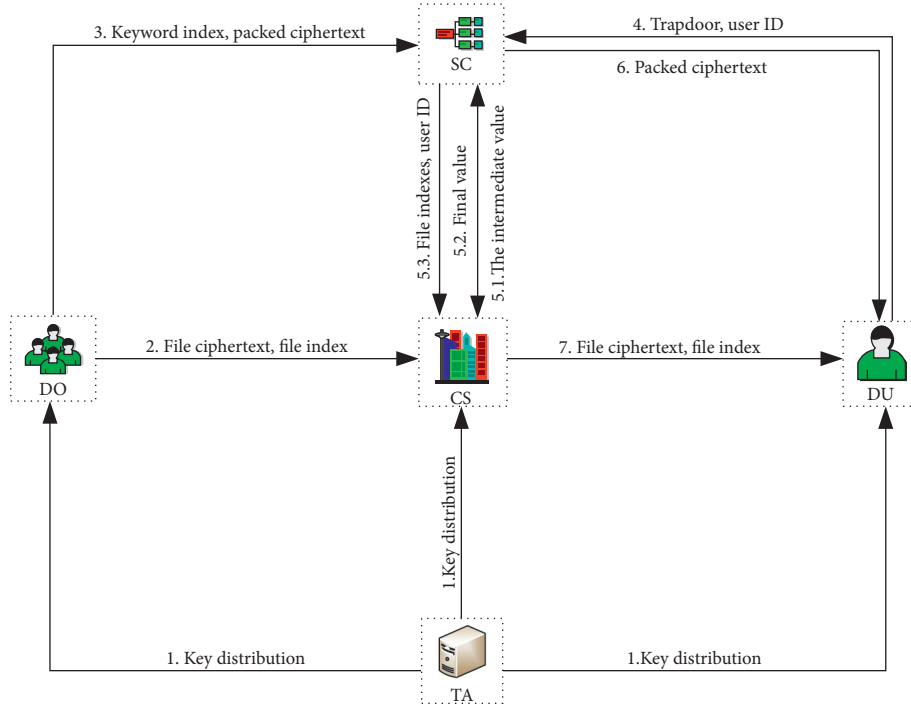 3. Keyword index, packed ciphertext
SC
4. Trapdoor, user ID
6. Packed ciphertext
5.3. File indexes, user ID
5.2. Final value
5.1.The intermediate value
DO
2. File ciphertext, file index
CS
7. File ciphertext, file index
DU
1.Key distribution
1. Key distribution
TA
1.Key distribution